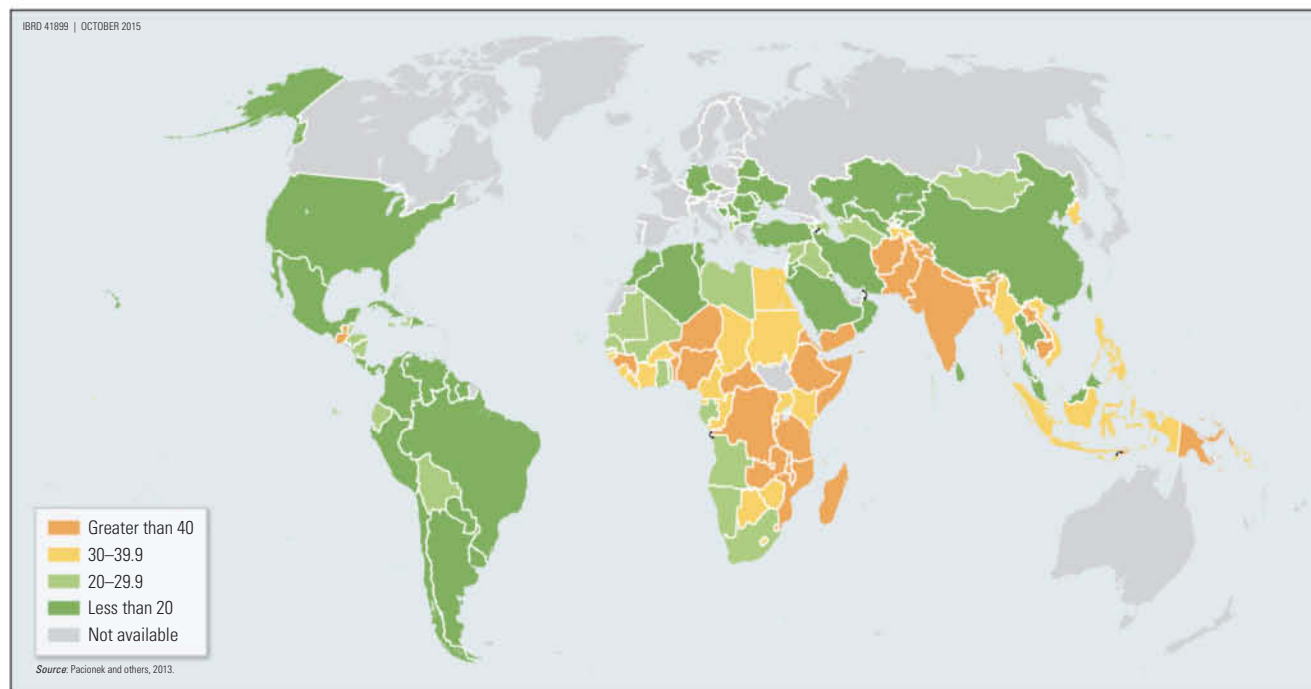 IBRD 41899 | OCTOBER 2015
Greater than 40
30–39.9
20–29.9
Less than 20
Not available
Source: Pacionek and others, 2013.